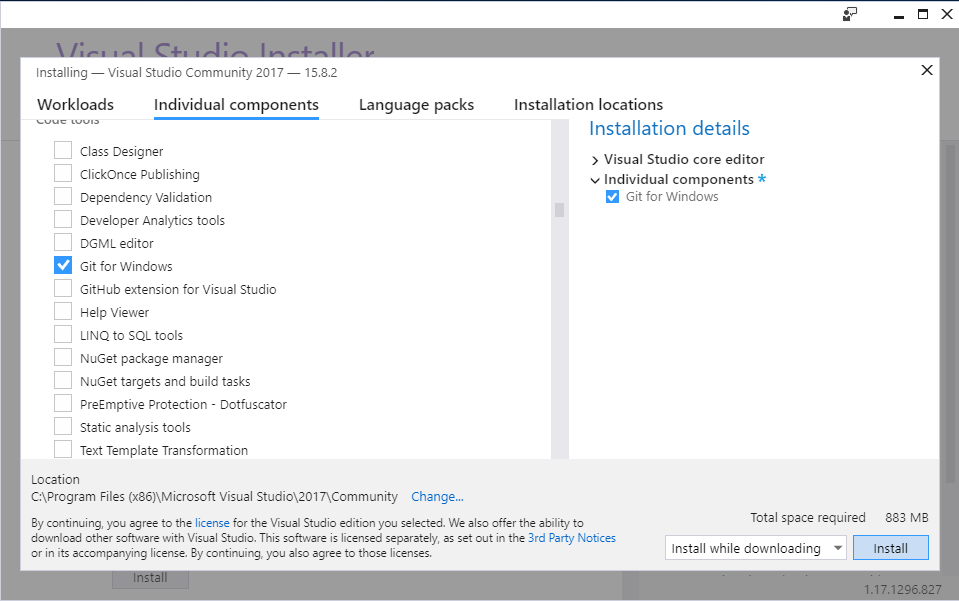 Visual Studio Installer
Installing — Visual Studio Community 2017 — 15.8.2
Workloads Individual components Language packs Installation locations
Code tools
Class Designer
ClickOnce Publishing
Dependency Validation
Developer Analytics tools
DGML editor
Git for Windows
GitHub extension for Visual Studio
Help Viewer
LINQ to SQL tools
NuGet package manager
NuGet targets and build tasks
PreEmptive Protection - Dotfuscator
Static analysis tools
Text Template Transformation
Installation details
Visual Studio core editor
Individual components *
Git for Windows
Location
C:\Program Files (x86)\Microsoft Visual Studio\2017\Community Change...
By continuing, you agree to the license for the Visual Studio edition you selected. We also offer the ability to
download other software with Visual Studio. This software is licensed separately, as set out in the 3rd Party Notices
or in its accompanying license. By continuing, you also agree to those licenses.
Total space required 883 MB
Install while downloading Install
Install
1.17.1296.827